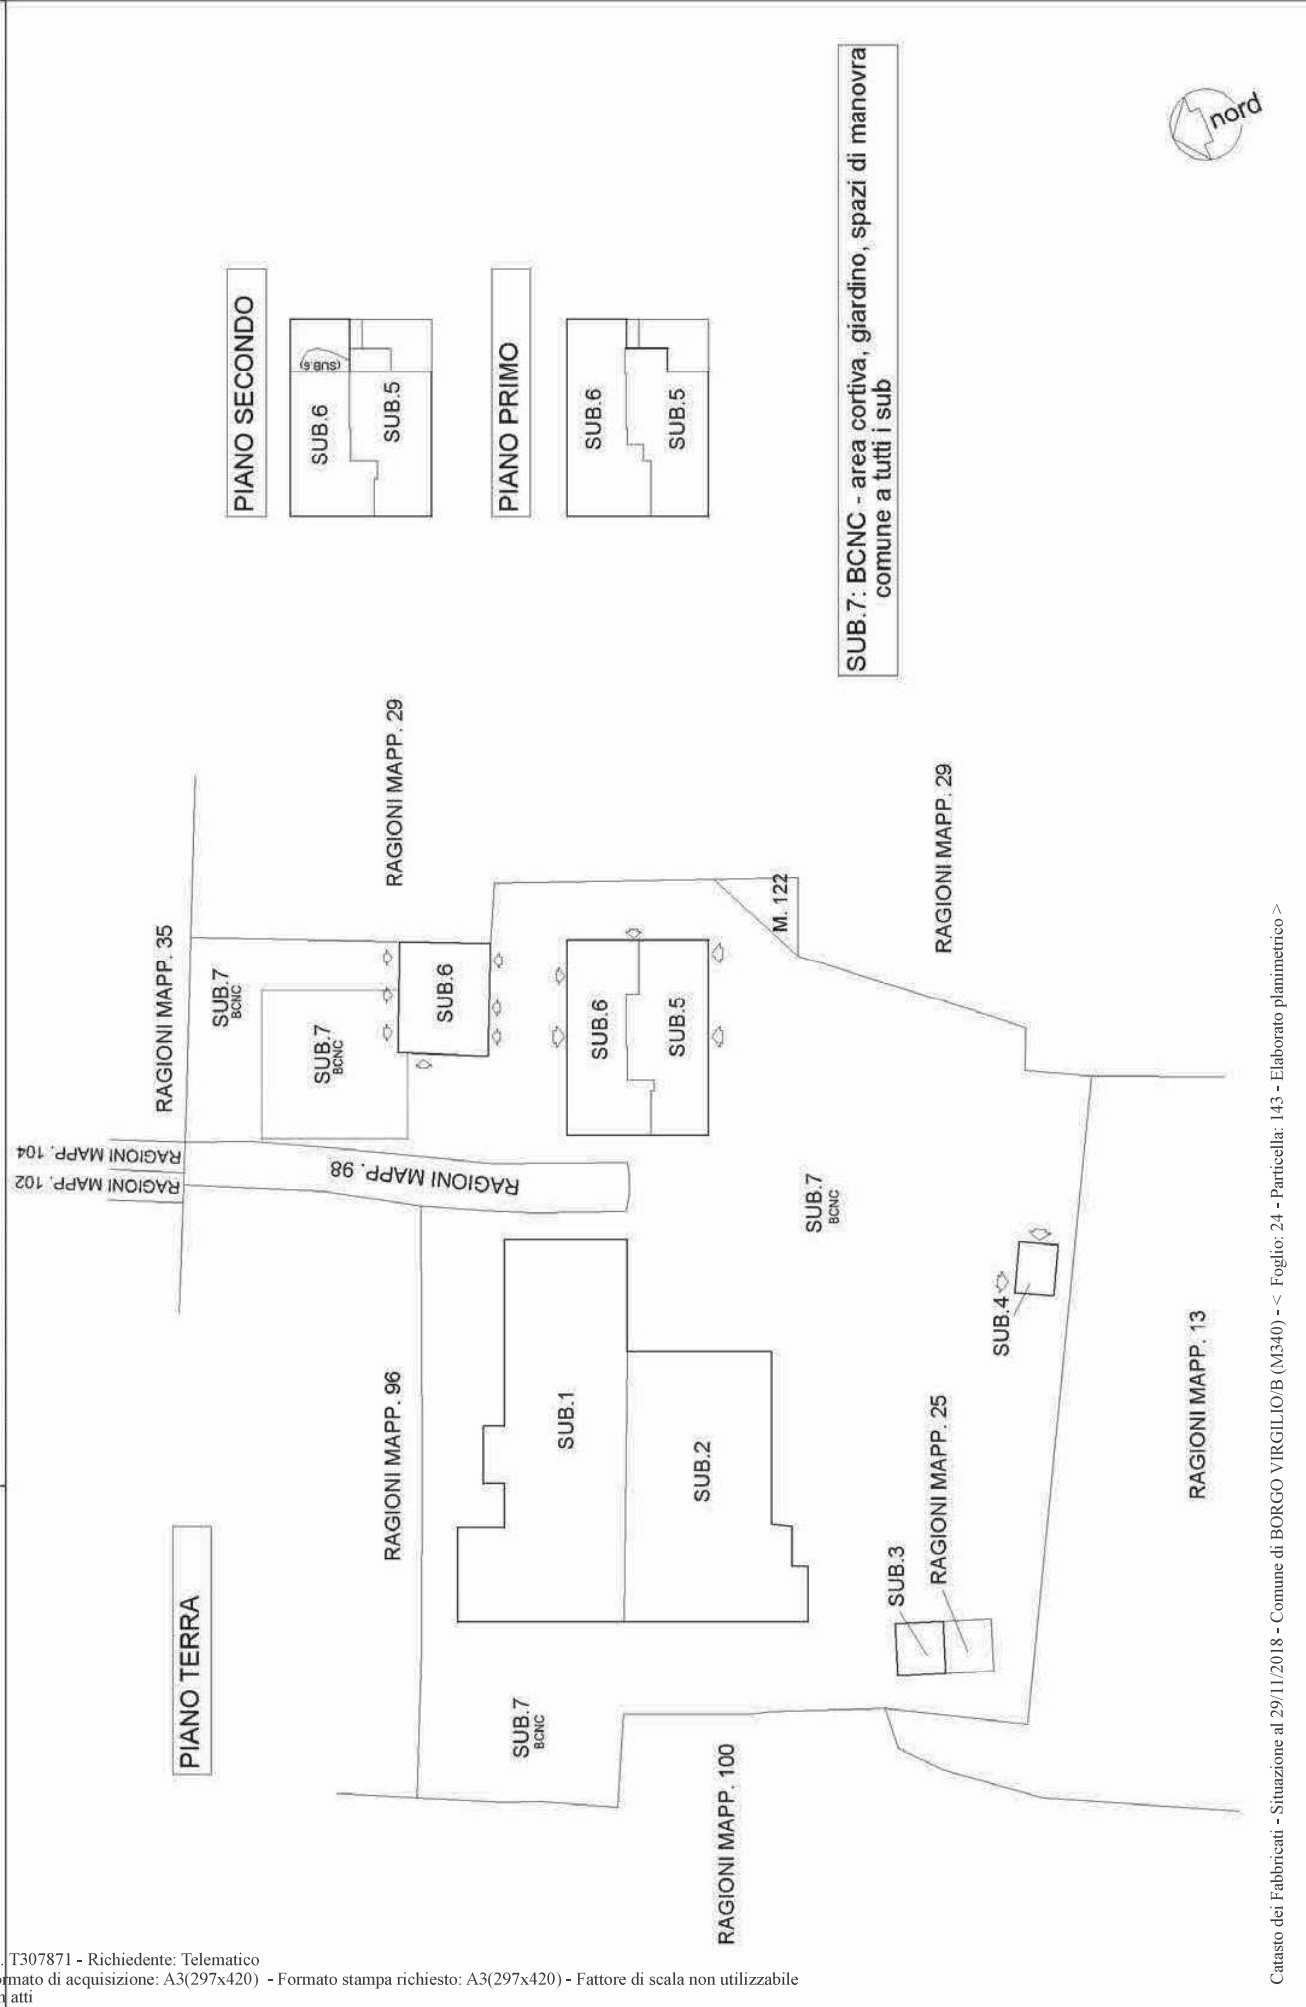 PIANO TERRA
RAGIONI MAPP. 102
RAGIONI MAPP. 104
RAGIONI MAPP. 35
SUB.7
BCNC
SUB.7
BCNC
RAGIONI MAPP. 98
RAGIONI MAPP. 29
SUB.6
SUB.6
SUB.5
M. 122
RAGIONI MAPP. 29
RAGIONI MAPP. 96
SUB.1
SUB.2
SUB.7
BCNC
SUB.7
BCNC
SUB.3
RAGIONI MAPP. 25
SUB.4
RAGIONI MAPP. 13
RAGIONI MAPP. 100
PIANO SECONDO
SUB.6
(SUB.6)
SUB.5
PIANO PRIMO
SUB.6
SUB.5
SUB.7: BCNC - area cortiva, giardino, spazi di manovra
comune a tutti i sub
nord
Catasto dei Fabbricati - Situazione al 29/11/2018 - Comune di BORGO VIRGILIO/B (M340) - < Foglio: 24 - Particella: 143 - Elaborato planimetrico >
. T307871 - Richiedente: Telematico
rmato di acquisizione: A3(297x420) - Formato stampa richiesto: A3(297x420) - Fattore di scala non utilizzabile
n atti